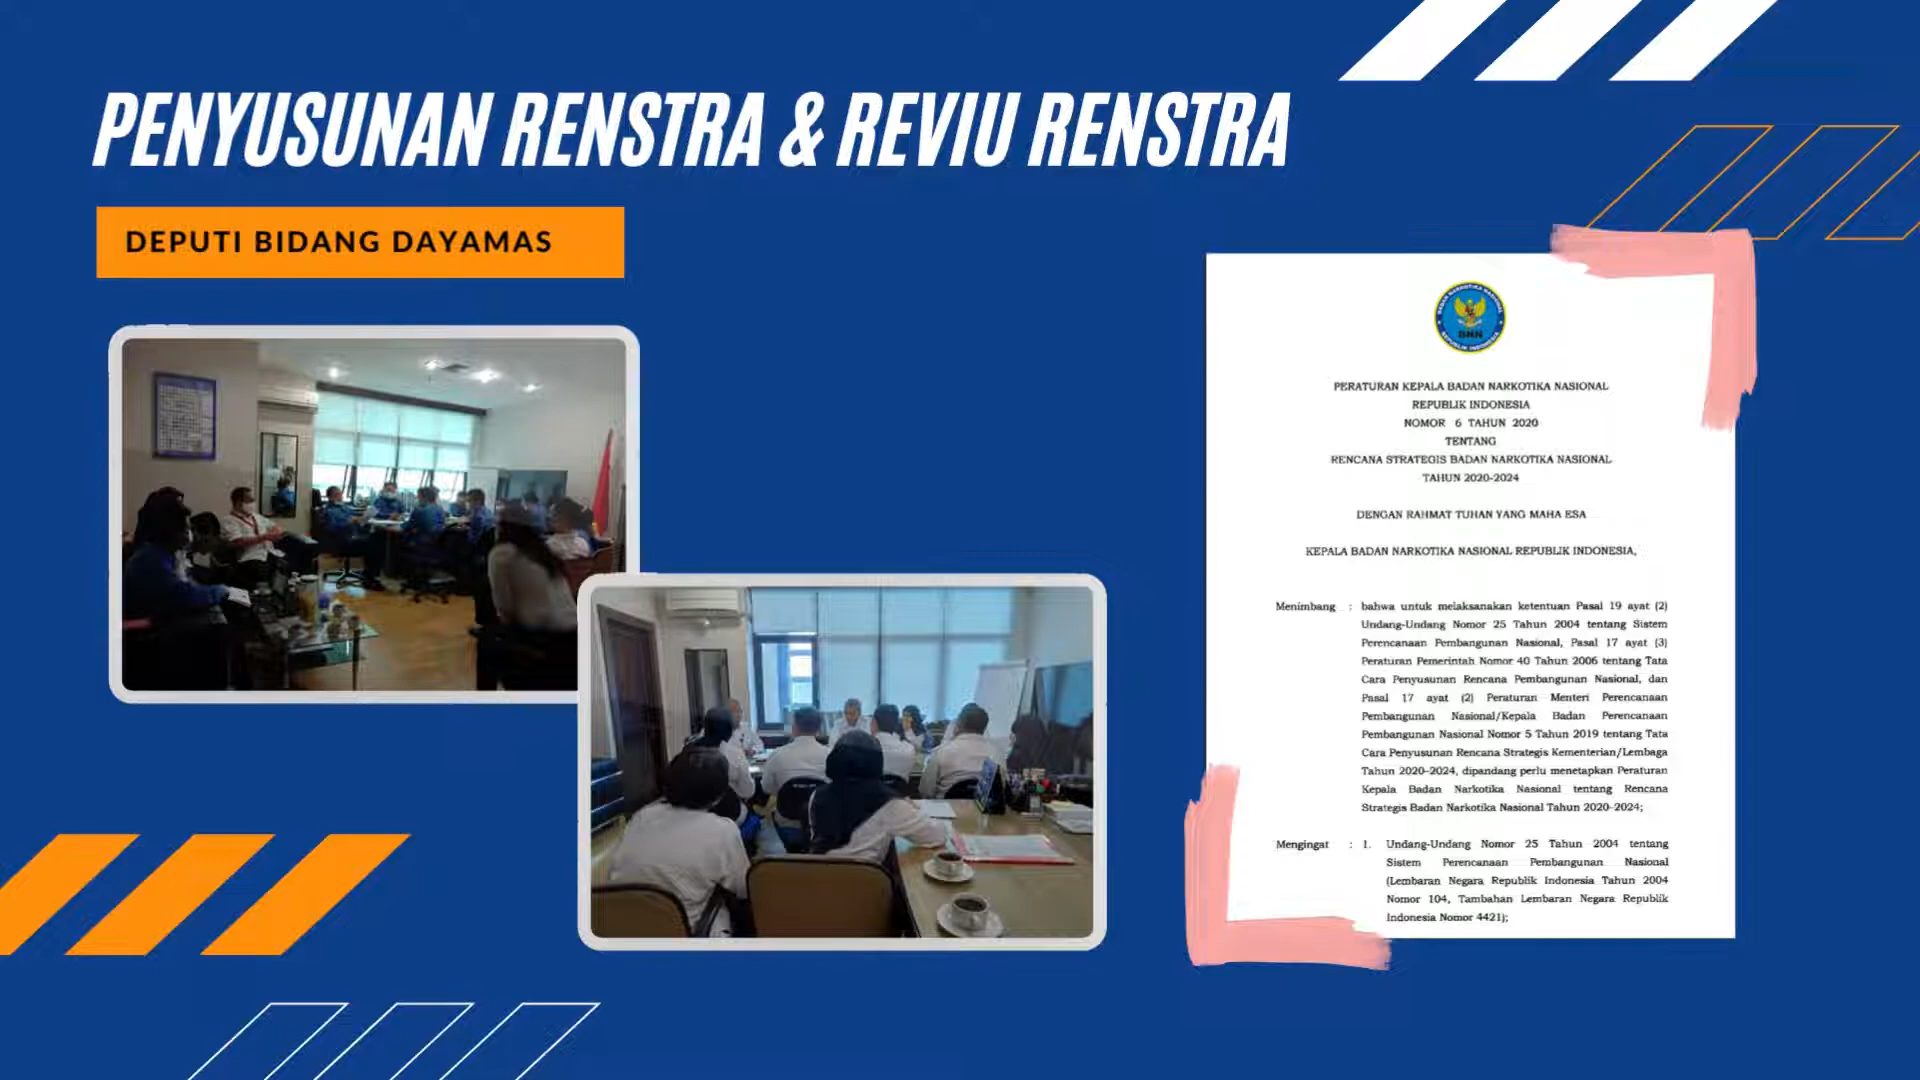 PENYUSUNAN RENSTRA & REVIU RENSTRA
DEPUTI BIDANG DAYAMAS
BADAN NARKOTIKA NASIONAL
BNN
REPUBLIK INDONESIA
PERATURAN KEPALA BADAN NARKOTIKA NASIONAL
REPUBLIK INDONESIA
NOMOR 6 TAHUN 2020
TENTANG
RENCANA STRATEGIS BADAN NARKOTIKA NASIONAL
TAHUN 2020-2024
DENGAN RAHMAT TUHAN YANG MAHA ESA
KEPALA BADAN NARKOTIKA NASIONAL REPUBLIK INDONESIA,
Menimbang : bahwa untuk melaksanakan ketentuan Pasal 19 ayat (2)
Undang-Undang Nomor 25 Tahun 2004 tentang Sistem
Perencanaan Pembangunan Nasional, Pasal 17 ayat (3)
Peraturan Pemerintah Nomor 40 Tahun 2006 tentang Tata
Cara Penyusunan Rencana Pembangunan Nasional, dan
Pasal 17 ayat (2) Peraturan Menteri Perencanaan
Pembangunan Nasional/Kepala Badan Perencanaan
Pembangunan Nasional Nomor 5 Tahun 2019 tentang Tata
Cara Penyusunan Rencana Strategis Kementerian/Lembaga
Tahun 2020-2024, dipandang perlu menetapkan Peraturan
Kepala Badan Narkotika Nasional tentang Rencana
Strategis Badan Narkotika Nasional Tahun 2020-2024;
Mengingat : 1. Undang-Undang Nomor 25 Tahun 2004 tentang
Sistem Perencanaan Pembangunan Nasional
(Lembaran Negara Republik Indonesia Tahun 2004
Nomor 104, Tambahan Lembaran Negara Republik
Indonesia Nomor 4421);